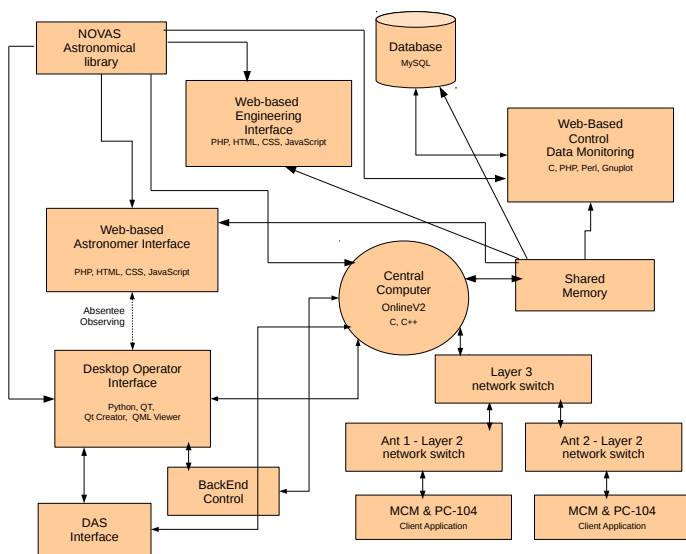 NOVAS
Astronomical
library
Database
MySQL
Web-based
Engineering
Interface
PHP, HTML, CSS, JavaScript
Web-Based
Control
Data Monitoring
C, PHP, Perl, Gnuplot
Web-based
Astronomer Interface
PHP, HTML, CSS, JavaScript
Central
Computer
OnlineV2
C, C++
Shared
Memory
Absentee
Observing
Desktop Operator
Interface
Python, QT,
Qt Creator, QML Viewer
Layer 3
network switch
Ant 1 - Layer 2
network switch
Ant 2 - Layer 2
network switch
BackEnd
Control
DAS
Interface
MCM & PC-104
Client Application
MCM & PC-104
Client Application